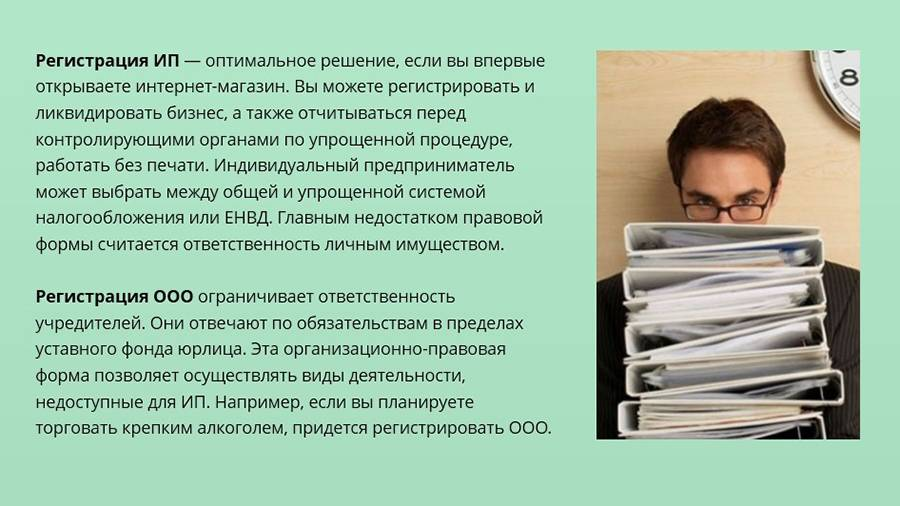 Регистрация ИП — оптимальное решение, если вы впервые
открываете интернет-магазин. Вы можете регистрировать и
ликвидировать бизнес, а также отчитываться перед
контролирующими органами по упрощенной процедуре,
работать без печати. Индивидуальный предприниматель
может выбрать между общей и упрощенной системой
налогообложения или ЕНВД. Главным недостатком правовой
формы считается ответственность личным имуществом.
Регистрация ООО ограничивает ответственность
учредителей. Они отвечают по обязательствам в пределах
уставного фонда юрлица. Эта организационно-правовая
форма позволяет осуществлять виды деятельности,
недоступные для ИП. Например, если вы планируете
торговать крепким алкоголем, придется регистрировать ООО.
8